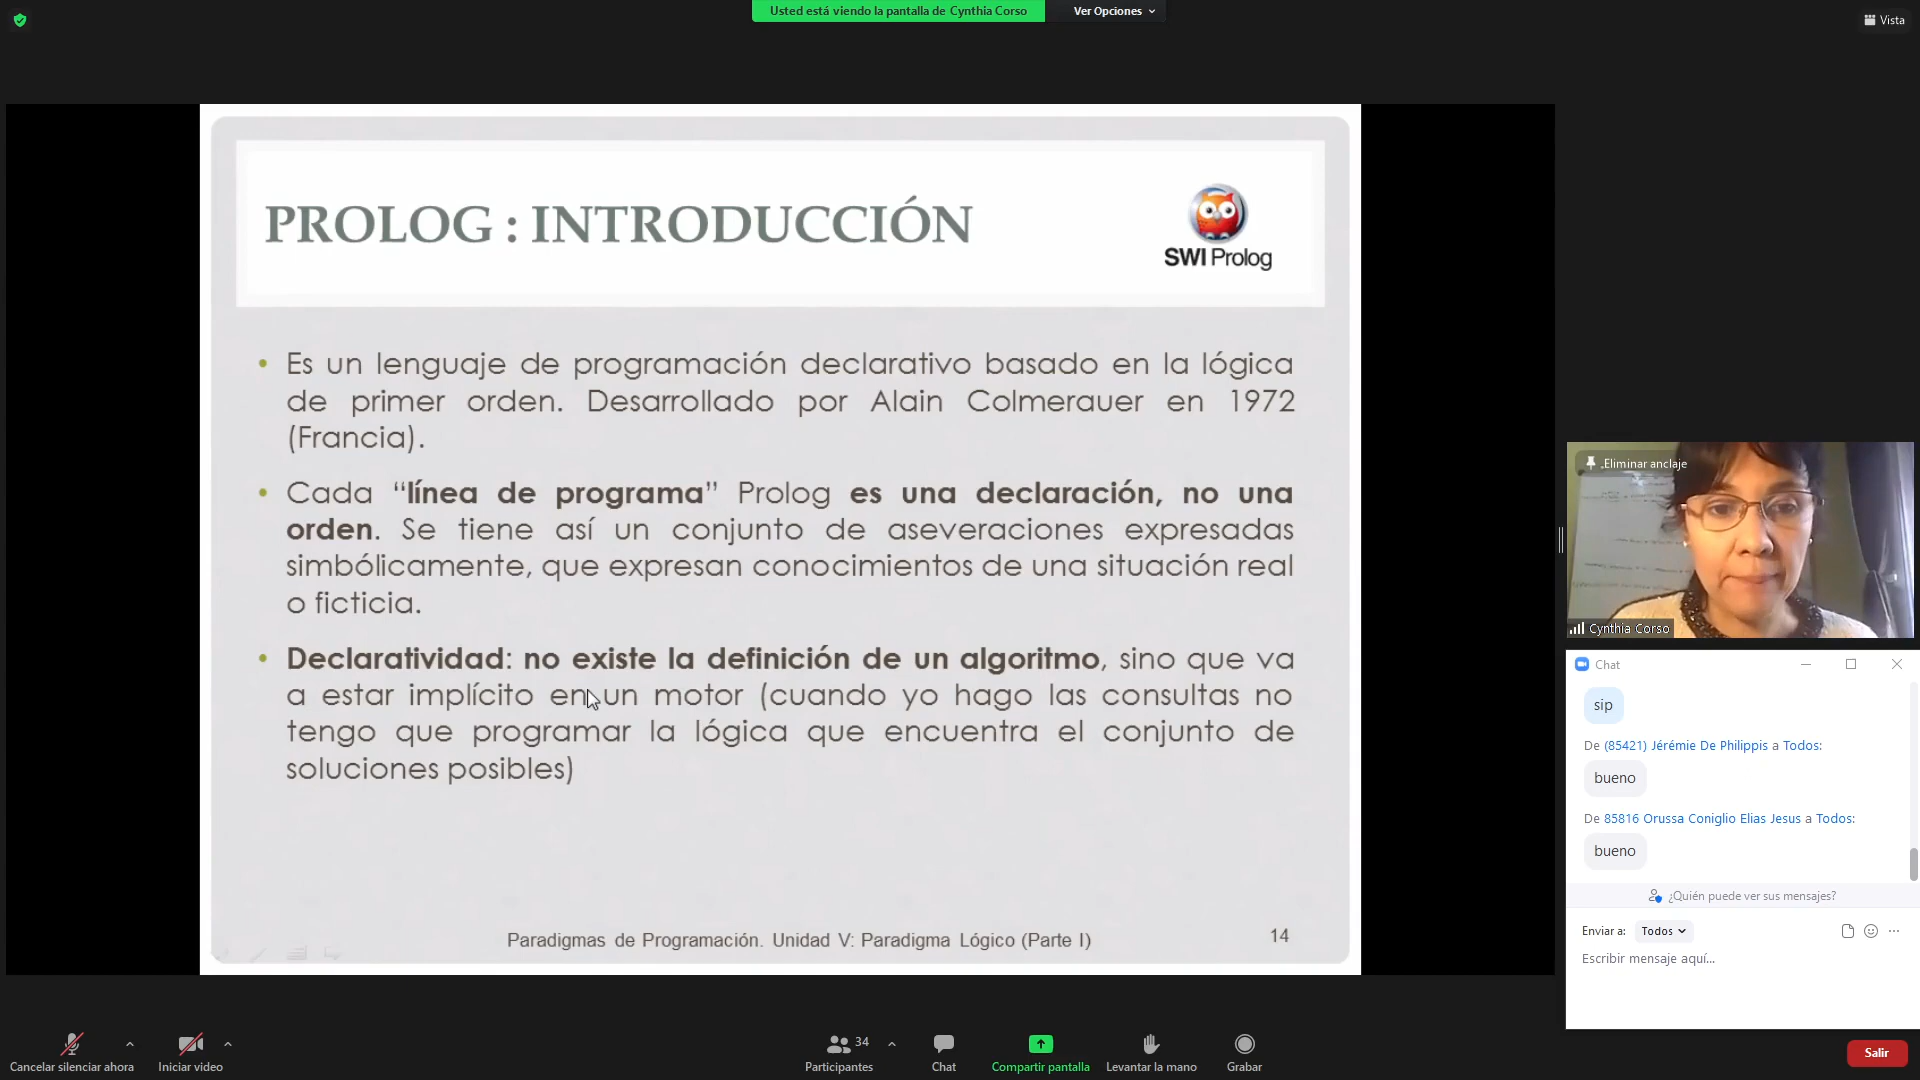 Usted está viendo la pantalla de Cynthia Corso
Ver Opciones
Vista
PROLOG : INTRODUCCIÓN
SWI Prolog
• Es un lenguaje de programación declarativo basado en la lógica
de primer orden. Desarrollado por Alain Colmerauer en 1972
(Francia).
• Cada “línea de programa” Prolog es una declaración, no una
orden. Se tiene así un conjunto de aseveraciones expresadas
simbólicamente, que expresan conocimientos de una situación real
o ficticia.
• Declaratividad: no existe la definición de un algoritmo, sino que va
a estar implícito en un motor (cuando yo hago las consultas no
tengo que programar la lógica que encuentra el conjunto de
soluciones posibles)
Paradigmas de Programación. Unidad V: Paradigma Lógico (Parte I)
14
Eliminar anclaje
Cynthia Corso
Chat
sip
De (85421) Jérémie De Philippis a Todos:
bueno
De 85816 Orussa Coniglio Elias Jesus a Todos:
bueno
¿Quién puede ver sus mensajes?
Enviar a: Todos
Escribir mensaje aquí...
Cancelar silenciar ahora
Iniciar video
34
Participantes
Chat
Compartir pantalla
Levantar la mano
Grabar
Salir